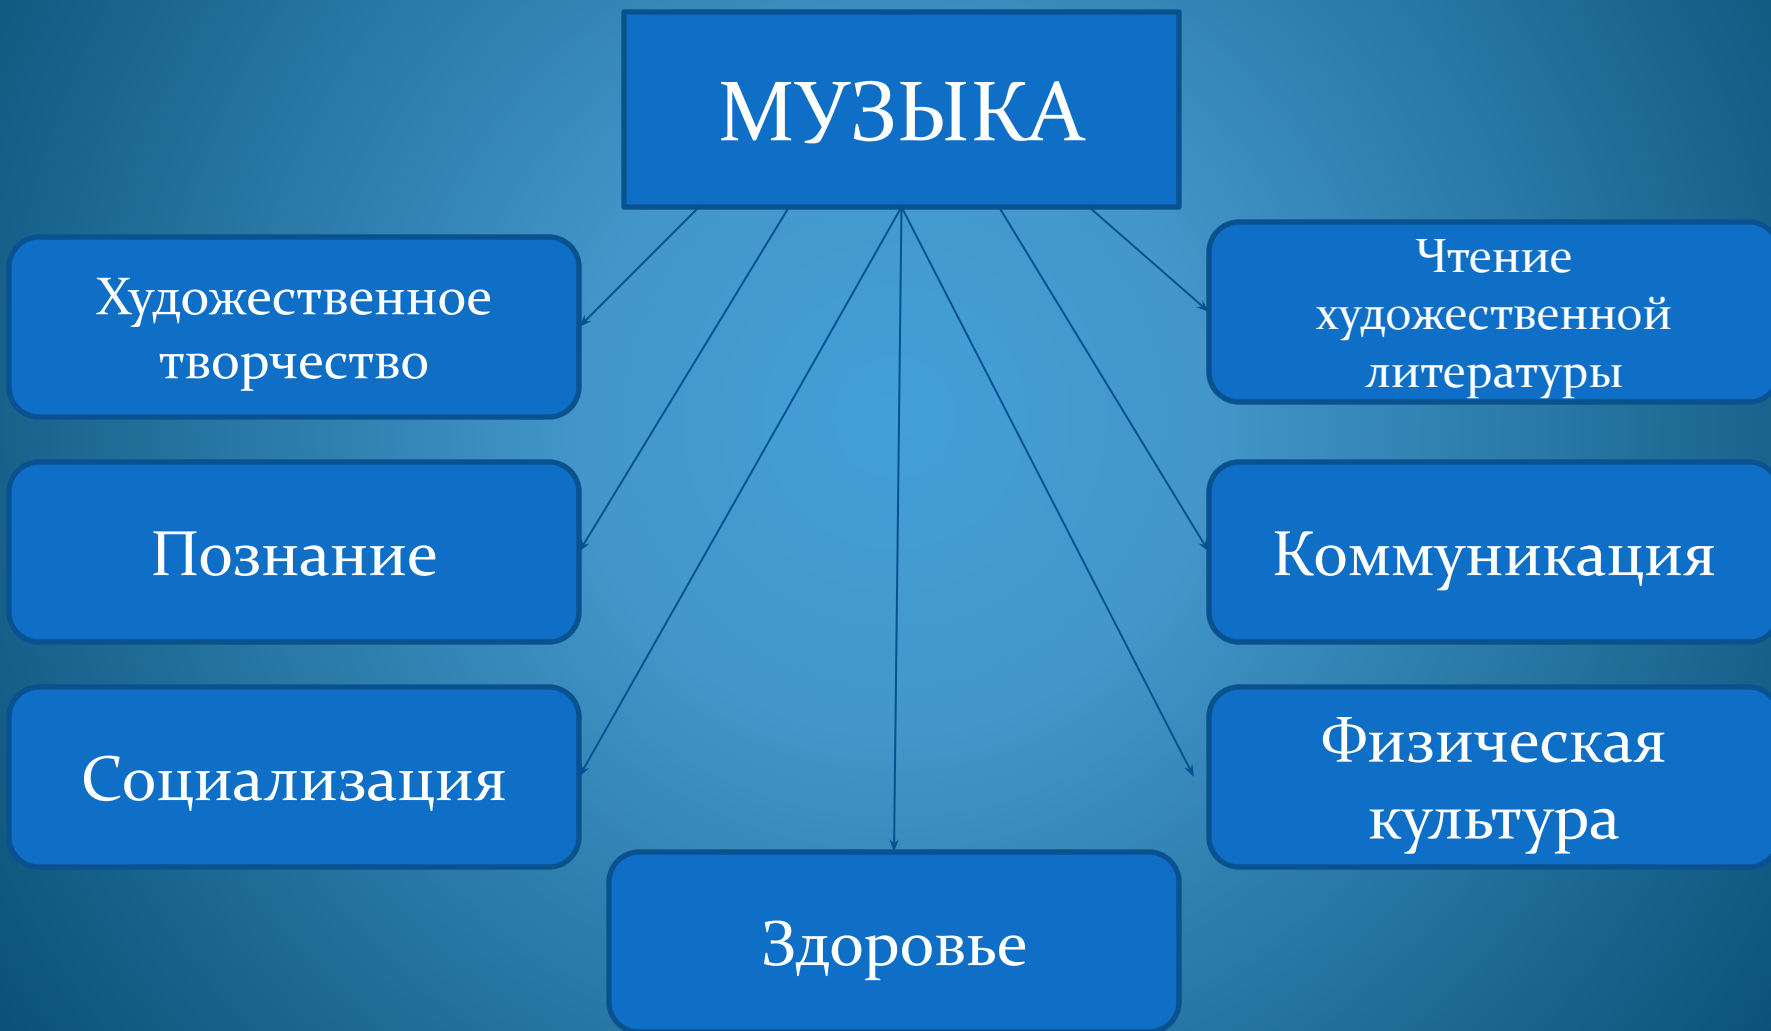 МУЗЫКА
Художественное
творчество
Чтение
художественной
литературы
Познание
Коммуникация
Социализация
Физическая
культура
Здоровье